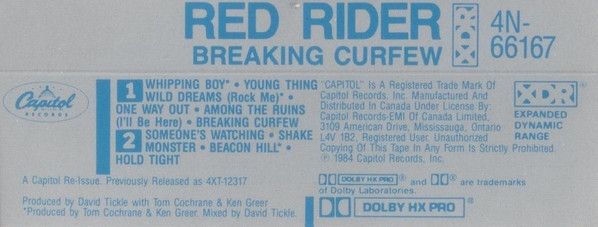 RED RIDER
BREAKING CURFEW
XDR
4N-
66167
Capitol
RECORDS
®
1 WHIPPING BOY* • YOUNG THING
WILD DREAMS (Rock Me)* •
ONE WAY OUT • AMONG THE RUINS
(I'll Be Here) • BREAKING CURFEW
2 SOMEONE'S WATCHING • SHAKE
MONSTER • BEACON HILL* •
HOLD TIGHT
"CAPITOL" Is A Registered Trade Mark Of
Capitol Records, Inc. Manufactured And
Distributed In Canada Under License By:
Capitol Records-EMI Of Canada Limited,
3109 American Drive, Mississauga, Ontario
L4V 1B2, Registered User. Unauthorized
Copying Of This Tape In Any Form Is Strictly Prohibited.
℗ 1984 Capitol Records, Inc.
XDR®
EXPANDED
DYNAMIC
RANGE
A Capitol Re-Issue. Previously Released as 4XT-12317
Produced by David Tickle with Tom Cochrane & Ken Greer
*Produced by Tom Cochrane & Ken Greer. Mixed by David Tickle.
DOLBY HX PRO ® and ® are trademarks
of Dolby Laboratories.
DOLBY HX PRO ®